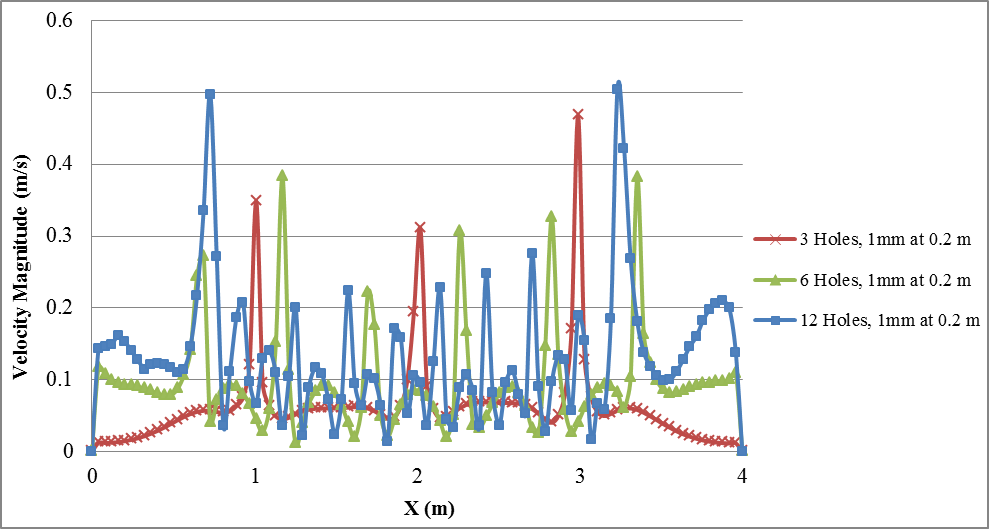 0.6
0.5
0.4
0.3
0.2
0.1
0
Velocity Magnitude (m/s)
0 1 2 3 4
X (m)
3 Holes, 1mm at 0.2 m
6 Holes, 1mm at 0.2 m
12 Holes, 1mm at 0.2 m